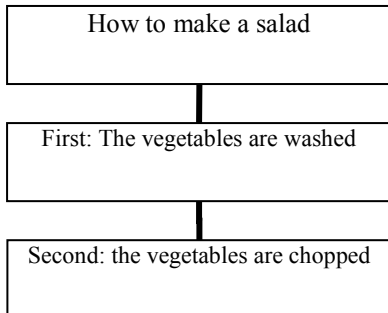 How to make a salad
First: The vegetables are washed
Second: the vegetables are chopped